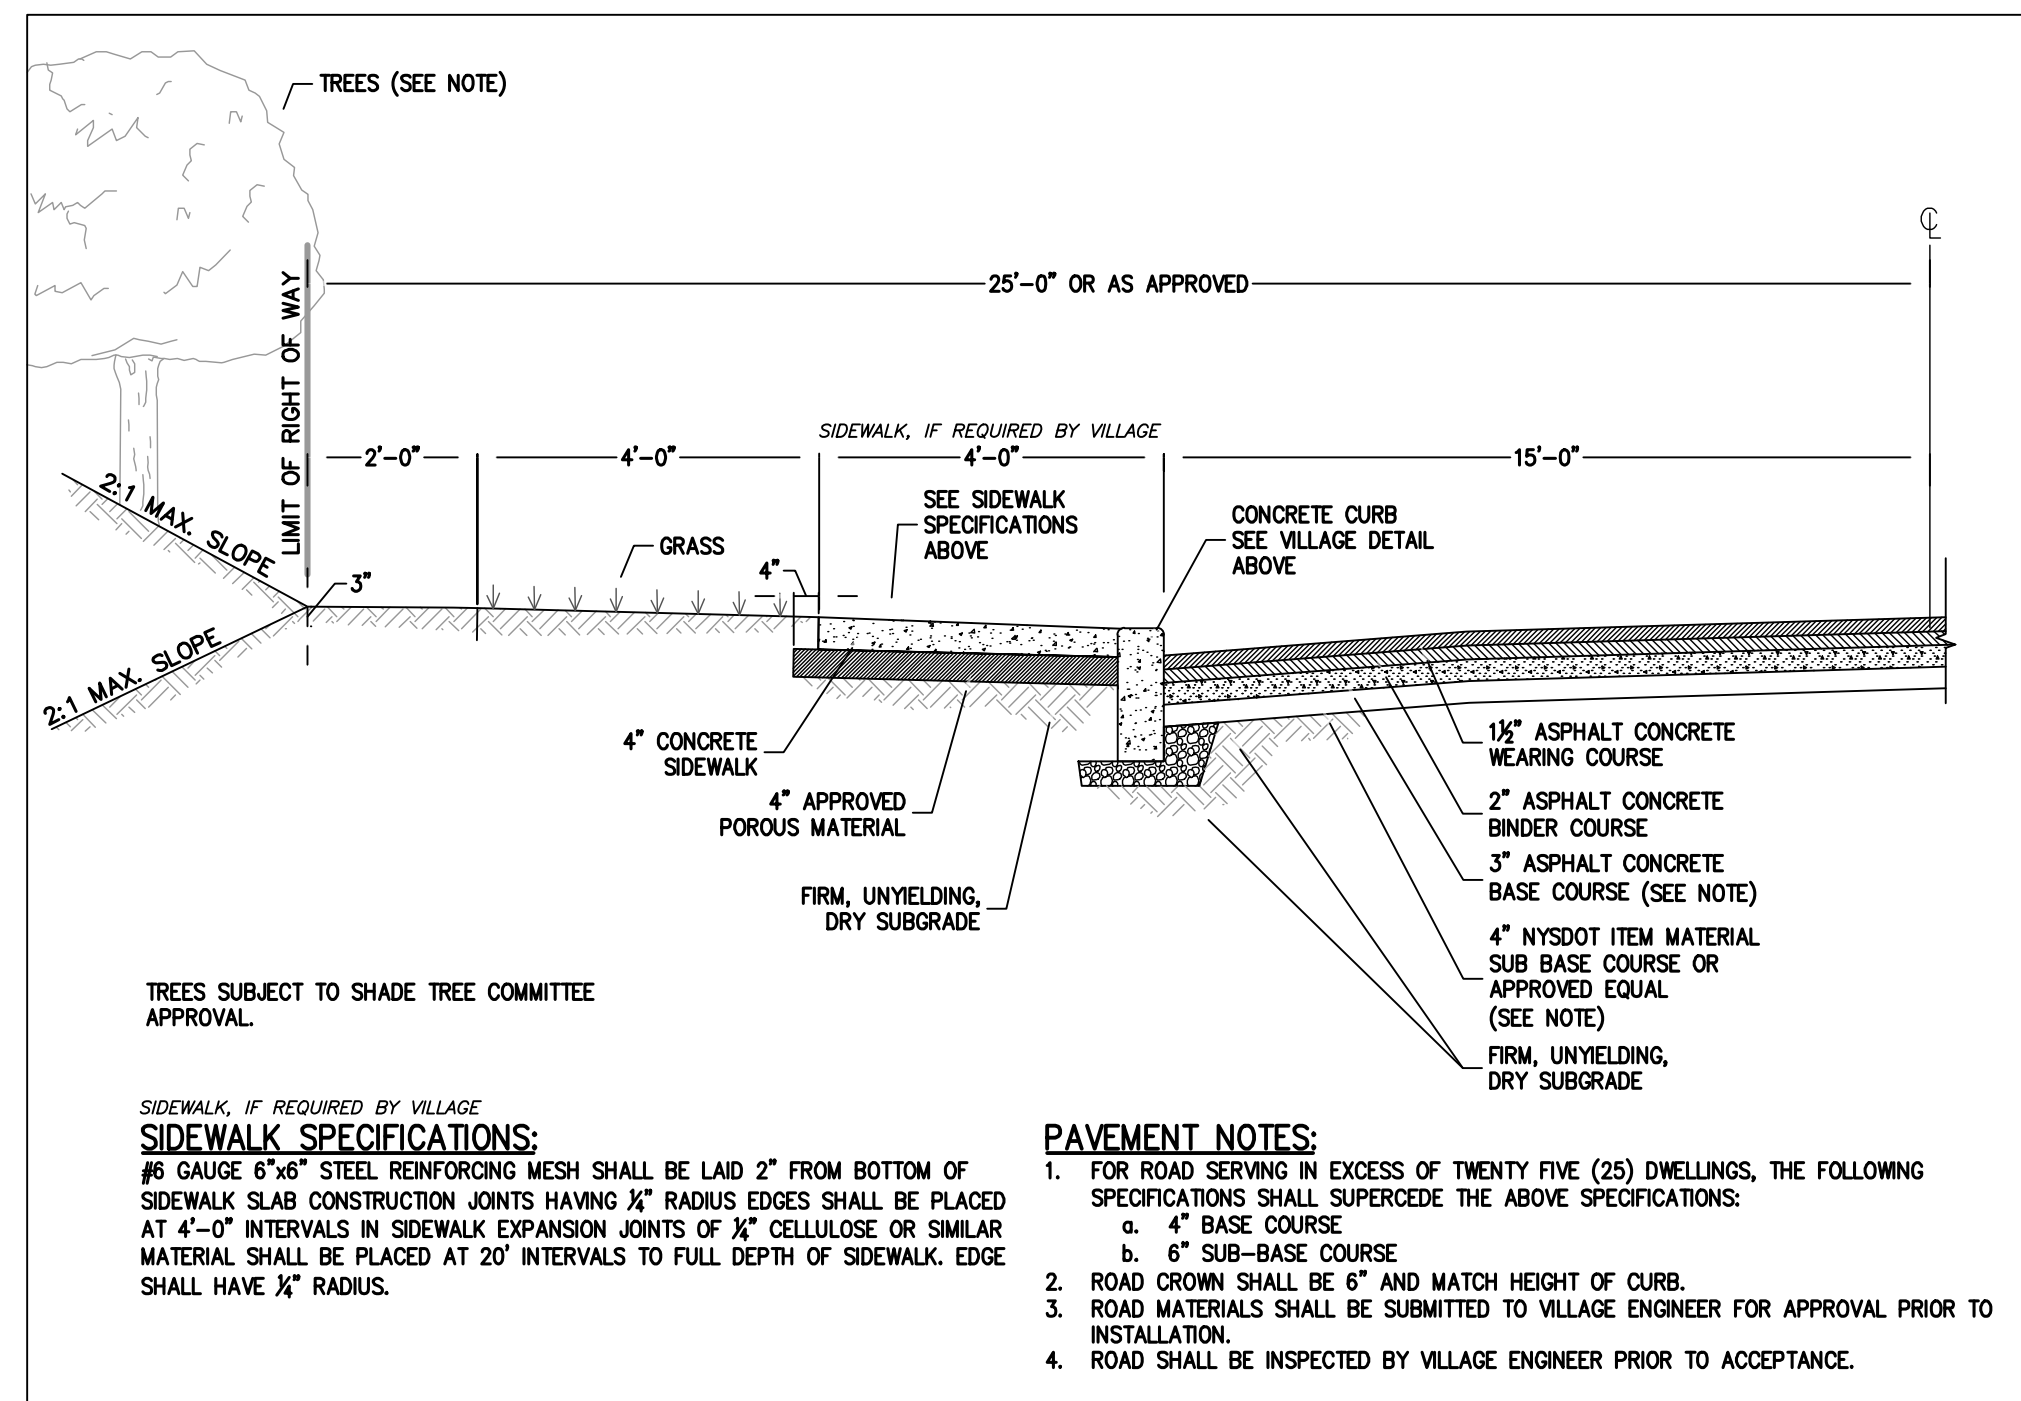 TREES (SEE NOTE)
℄
25'-0" OR AS APPROVED
LIMIT OF RIGHT OF WAY
SIDEWALK, IF REQUIRED BY VILLAGE
2'-0"
4'-0"
4'-0"
15'-0"
2:1 MAX. SLOPE
SEE SIDEWALK
SPECIFICATIONS
ABOVE
CONCRETE CURB
SEE VILLAGE DETAIL
ABOVE
GRASS
4"
3"
2:1 MAX. SLOPE
4" CONCRETE
SIDEWALK
4" APPROVED
POROUS MATERIAL
FIRM, UNYIELDING,
DRY SUBGRADE
1½" ASPHALT CONCRETE
WEARING COURSE
2" ASPHALT CONCRETE
BINDER COURSE
3" ASPHALT CONCRETE
BASE COURSE (SEE NOTE)
4" NYSDOT ITEM MATERIAL
SUB BASE COURSE OR
APPROVED EQUAL
(SEE NOTE)
FIRM, UNYIELDING,
DRY SUBGRADE
TREES SUBJECT TO SHADE TREE COMMITTEE
APPROVAL.
SIDEWALK, IF REQUIRED BY VILLAGE
SIDEWALK SPECIFICATIONS:
#6 GAUGE 6"x6" STEEL REINFORCING MESH SHALL BE LAID 2" FROM BOTTOM OF
SIDEWALK SLAB CONSTRUCTION JOINTS HAVING ¼" RADIUS EDGES SHALL BE PLACED
AT 4'-0" INTERVALS IN SIDEWALK EXPANSION JOINTS OF ¼" CELLULOSE OR SIMILAR
MATERIAL SHALL BE PLACED AT 20' INTERVALS TO FULL DEPTH OF SIDEWALK. EDGE
SHALL HAVE ¼" RADIUS.
PAVEMENT NOTES:
1. FOR ROAD SERVING IN EXCESS OF TWENTY FIVE (25) DWELLINGS, THE FOLLOWING
SPECIFICATIONS SHALL SUPERCEDE THE ABOVE SPECIFICATIONS:
a. 4" BASE COURSE
b. 6" SUB-BASE COURSE
2. ROAD CROWN SHALL BE 6" AND MATCH HEIGHT OF CURB.
3. ROAD MATERIALS SHALL BE SUBMITTED TO VILLAGE ENGINEER FOR APPROVAL PRIOR TO
INSTALLATION.
4. ROAD SHALL BE INSPECTED BY VILLAGE ENGINEER PRIOR TO ACCEPTANCE.